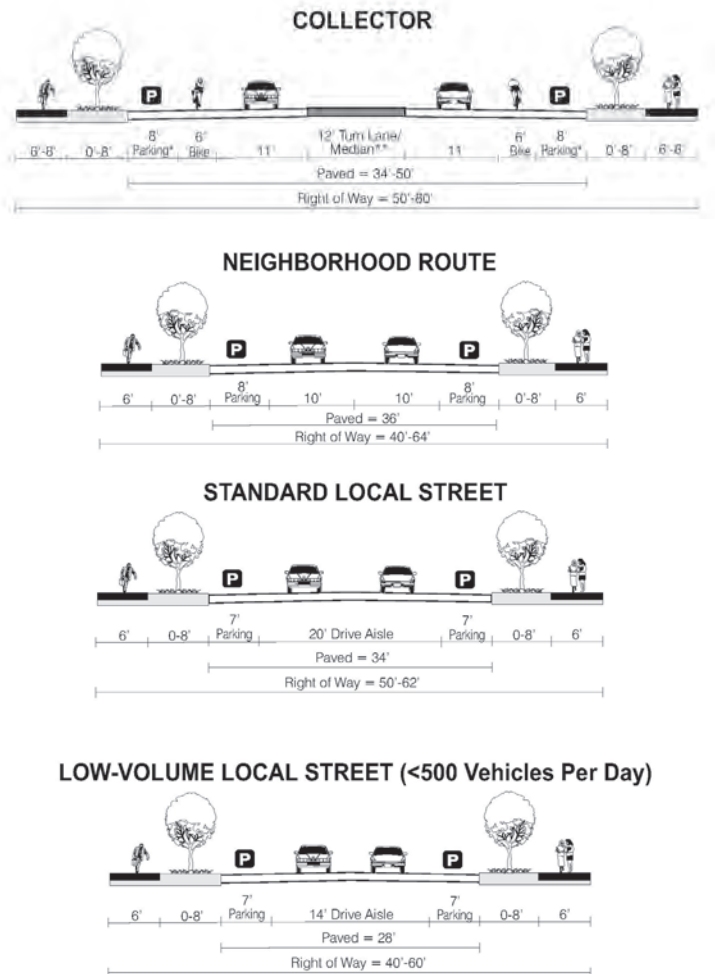 COLLECTOR
P P
6'-8' 0'-8' 8' Parking* 6' Bike 11' 12' Turn Lane/ Median** 11 6' Bike 8' Parking* 0'-8' 6'-8'
Paved = 34'-50'
Right of Way = 50'-80'
NEIGHBORHOOD ROUTE
P P
6' 0'-8' 8' Parking 10' 10' 8' Parking 0'-8' 6'
Paved = 36'
Right of Way = 40'-64'
STANDARD LOCAL STREET
P P
6' 0-8' 7' Parking 20' Drive Aisle 7' Parking 0-8' 6'
Paved = 34'
Right of Way = 50'-62'
LOW-VOLUME LOCAL STREET (<500 Vehicles Per Day)
P P
6' 0-8' 7' Parking 14' Drive Aisle 7' Parking 0-8' 6'
Paved = 28'
Right of Way = 40'-60'